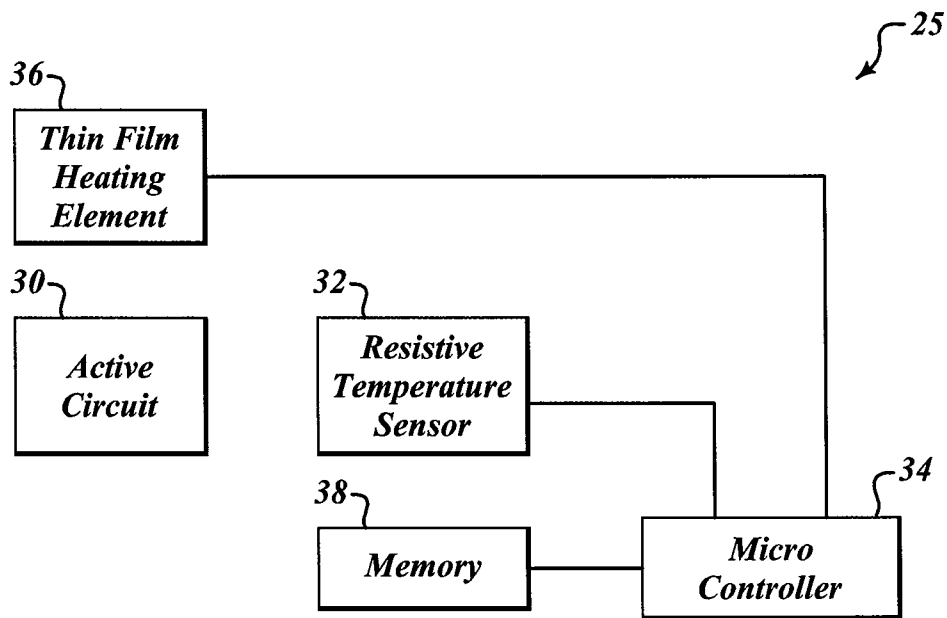 25
36
Thin Film
Heating
Element
30
Active
Circuit
32
Resistive
Temperature
Sensor
38
Memory
34
Micro
Controller